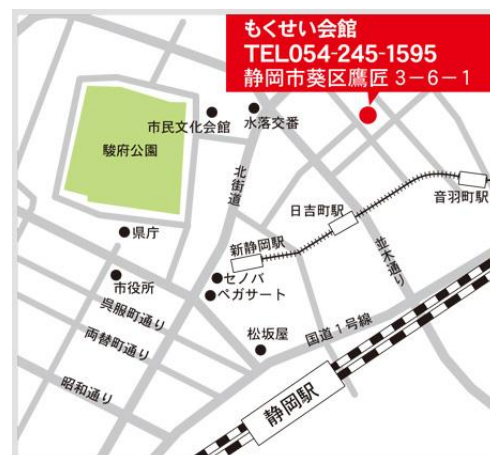 もくせい会館
TEL054-245-1595
静岡市葵区鷹匠3-6-1
市民文化会館
水落交番
駿府公園
北街道
音羽町駅
日吉町駅
県庁
新静岡駅
並木通り
市役所
セノバ
ペガサート
呉服町通り
国道1号線
両替町通り
松坂屋
昭和通り
静岡駅